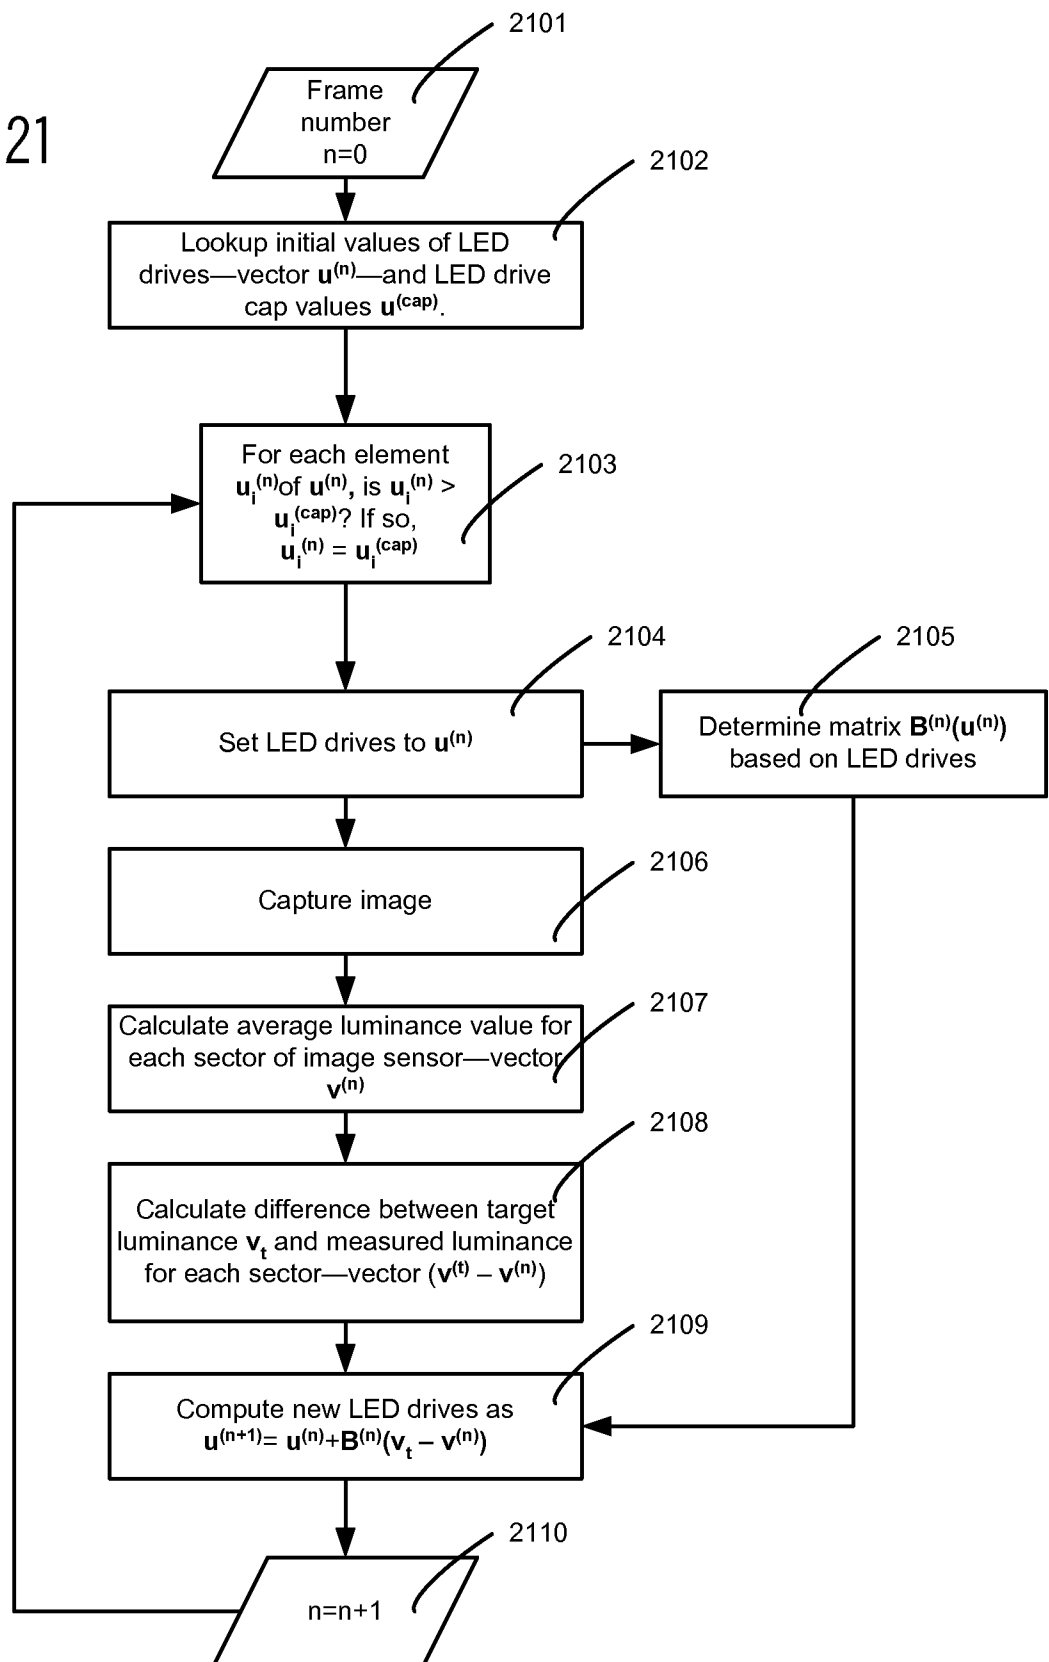 2101
Frame
number
n=0
21
2102
Lookup initial values of LED
drives—vector u⁽ⁿ⁾—and LED drive
cap values u⁽ᶜᵃᵖ⁾.
For each element
2103
uᵢ⁽ⁿ⁾of u⁽ⁿ⁾, is uᵢ⁽ⁿ⁾ >
uᵢ⁽ᶜᵃᵖ⁾? If so,
uᵢ⁽ⁿ⁾ = uᵢ⁽ᶜᵃᵖ⁾
2104
2105
Set LED drives to u⁽ⁿ⁾
Determine matrix B⁽ⁿ⁾(u⁽ⁿ⁾)
based on LED drives
2106
Capture image
2107
Calculate average luminance value for
each sector of image sensor—vector
v⁽ⁿ⁾
2108
Calculate difference between target
luminance vₜ and measured luminance
for each sector—vector (v⁽ᵗ⁾ – v⁽ⁿ⁾)
2109
Compute new LED drives as
u⁽ⁿ⁺¹⁾= u⁽ⁿ⁾+B⁽ⁿ⁾(vₜ – v⁽ⁿ⁾)
2110
n=n+1